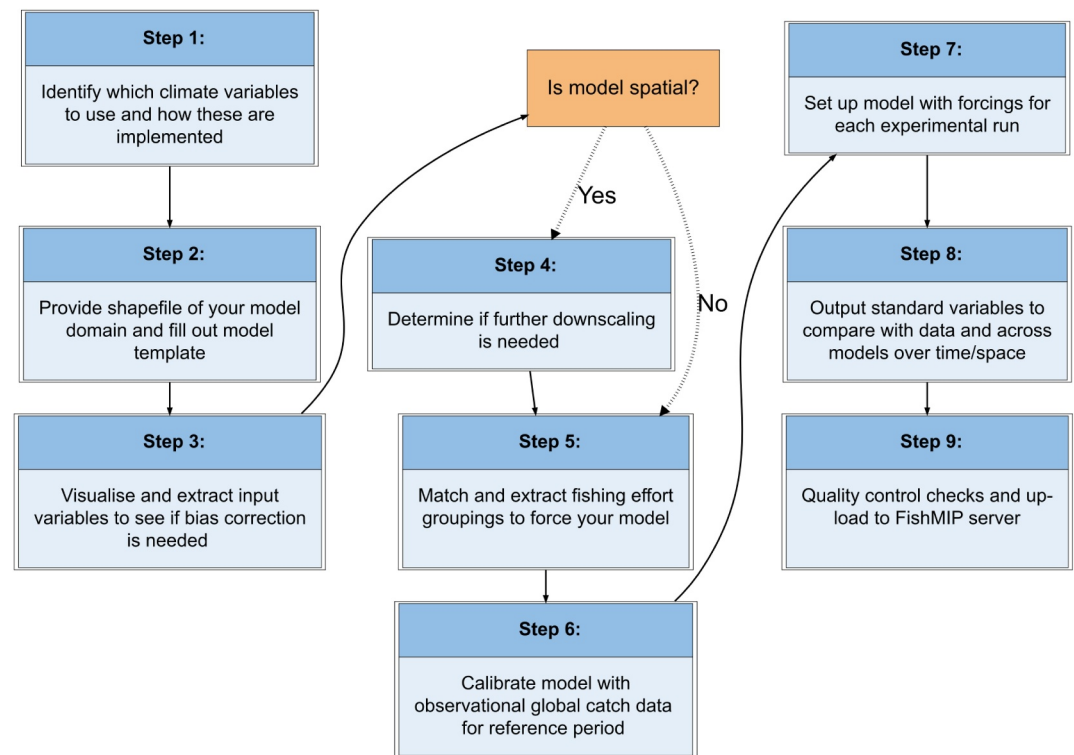 Step 1:
Identify which climate variables
to use and how these are
implemented
Step 2:
Provide shapefile of your model
domain and fill out model
template
Step 3:
Visualise and extract input
variables to see if bias correction
is needed
Is model spatial?
Yes
No
Step 4:
Determine if further downscaling
is needed
Step 5:
Match and extract fishing effort
groupings to force your model
Step 6:
Calibrate model with
observational global catch data
for reference period
Step 7:
Set up model with forcings for
each experimental run
Step 8:
Output standard variables to
compare with data and across
models over time/space
Step 9:
Quality control checks and up-
load to FishMIP server